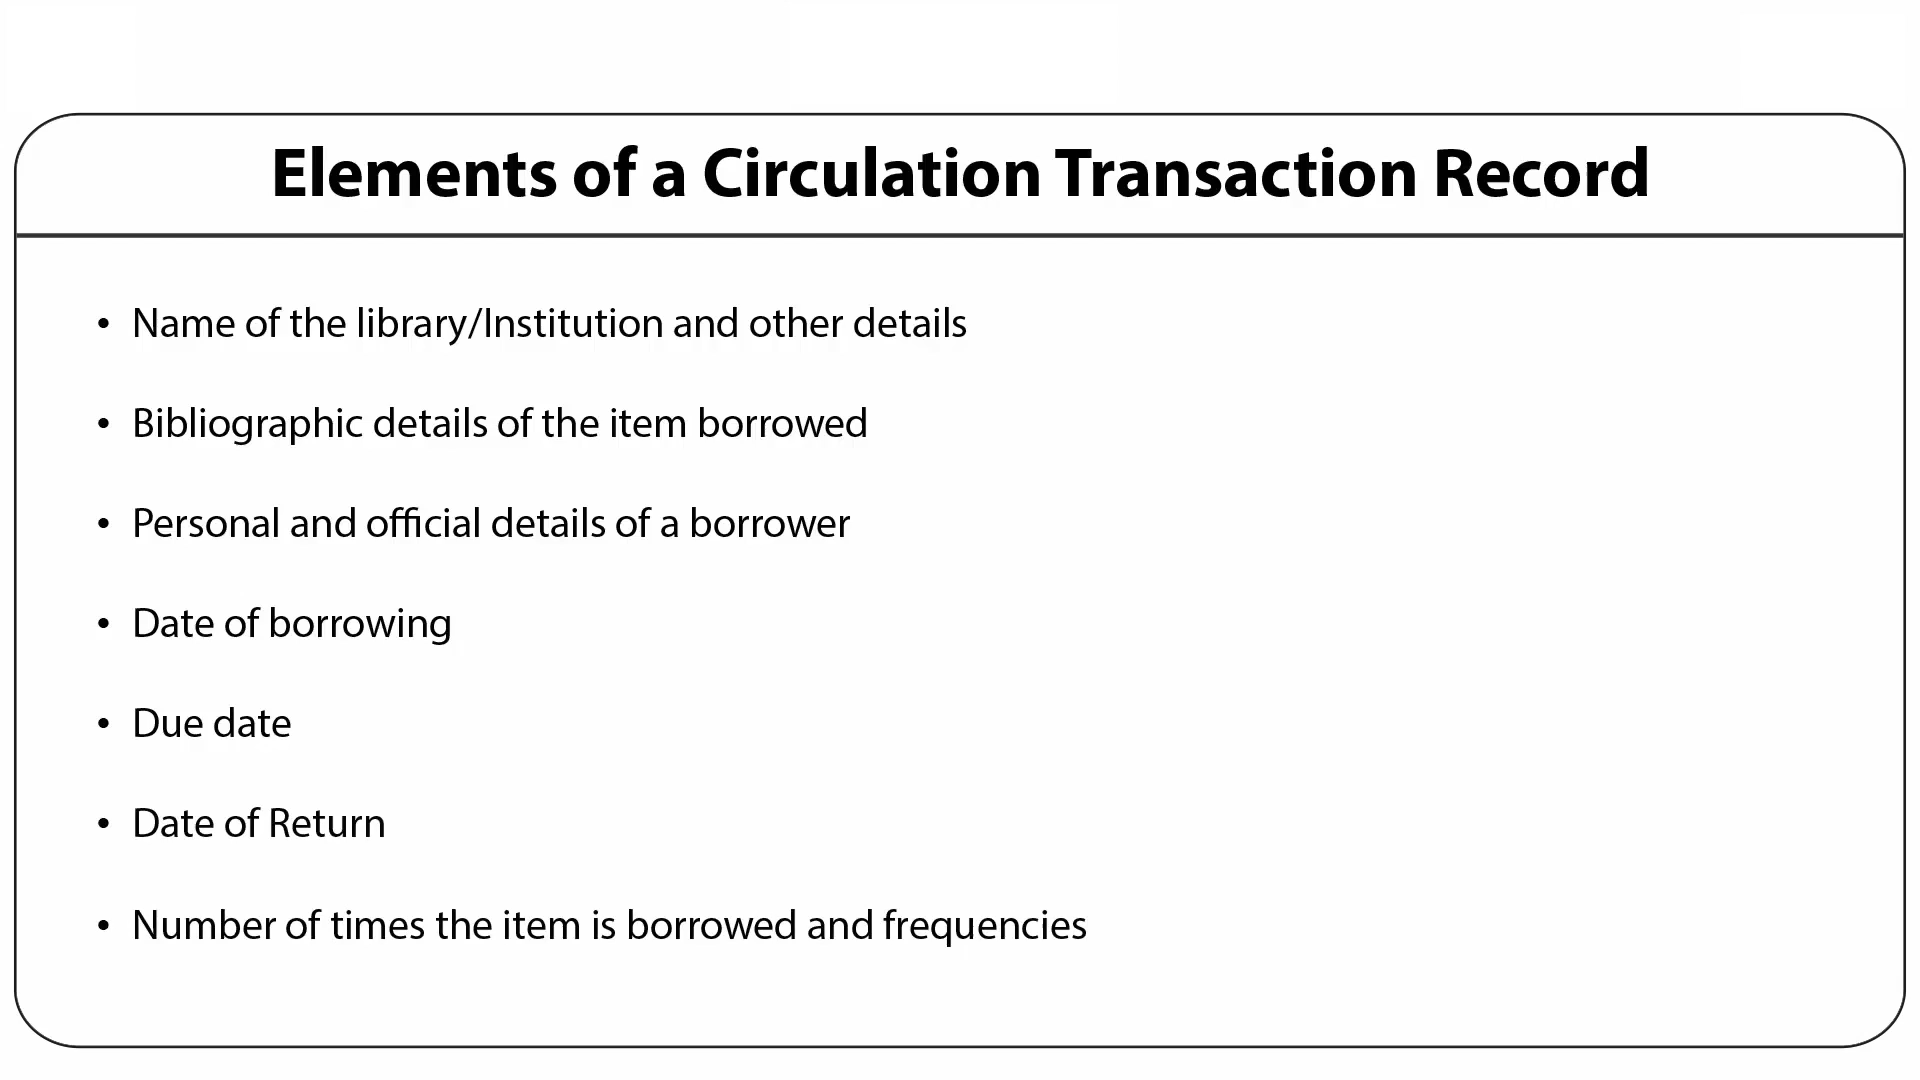 Elements of a Circulation Transaction Record
• Name of the library/Institution and other details
• Bibliographic details of the item borrowed
• Personal and official details of a borrower
• Date of borrowing
• Due date
• Date of Return
• Number of times the item is borrowed and frequencies